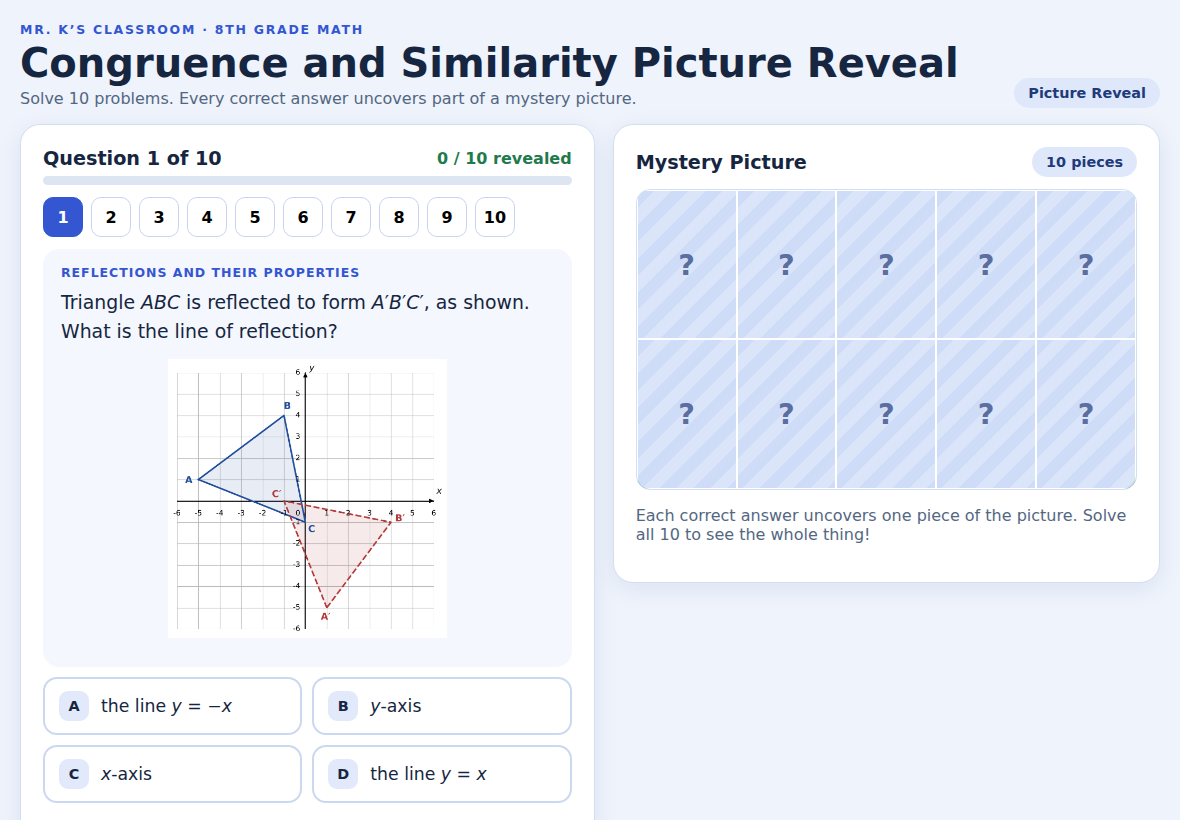 MR. K’S CLASSROOM · 8TH GRADE MATH
Congruence and Similarity Picture Reveal
Solve 10 problems. Every correct answer uncovers part of a mystery picture.
Picture Reveal
Question 1 of 10
0 / 10 revealed
1 2 3 4 5 6 7 8 9 10
REFLECTIONS AND THEIR PROPERTIES
Triangle ABC is reflected to form A′B′C′, as shown.
What is the line of reflection?
y
6
5
B
4
3
2
A
1
x
C′
-6 -5 -4 -3 -2 -1 0 1 2 3 4 5 6
B′
-1
C
-2
-3
-4
-5
A′
-6
A the line y = −x
B y-axis
C x-axis
D the line y = x
Mystery Picture
10 pieces
? ? ? ? ?
? ? ? ? ?
Each correct answer uncovers one piece of the picture. Solve
all 10 to see the whole thing!